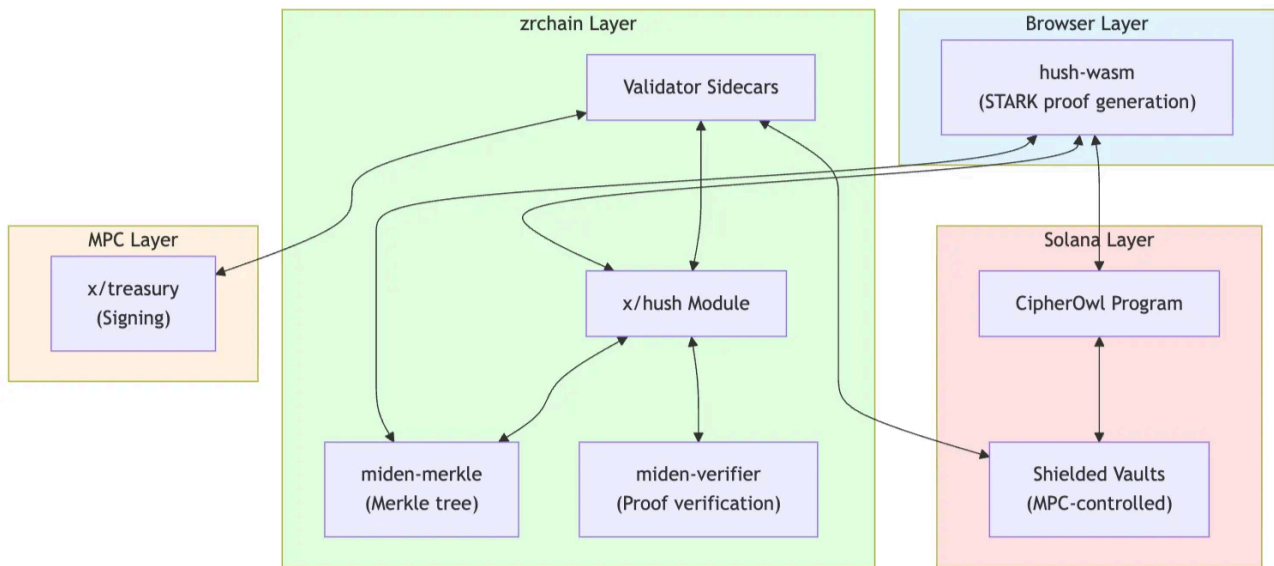 zrchain Layer
Browser Layer
Validator Sidecars
hush-wasm
(STARK proof generation)
MPC Layer
x/treasury
(Signing)
Solana Layer
x/hush Module
CipherOwl Program
miden-merkle
(Merkle tree)
miden-verifier
(Proof verification)
Shielded Vaults
(MPC-controlled)